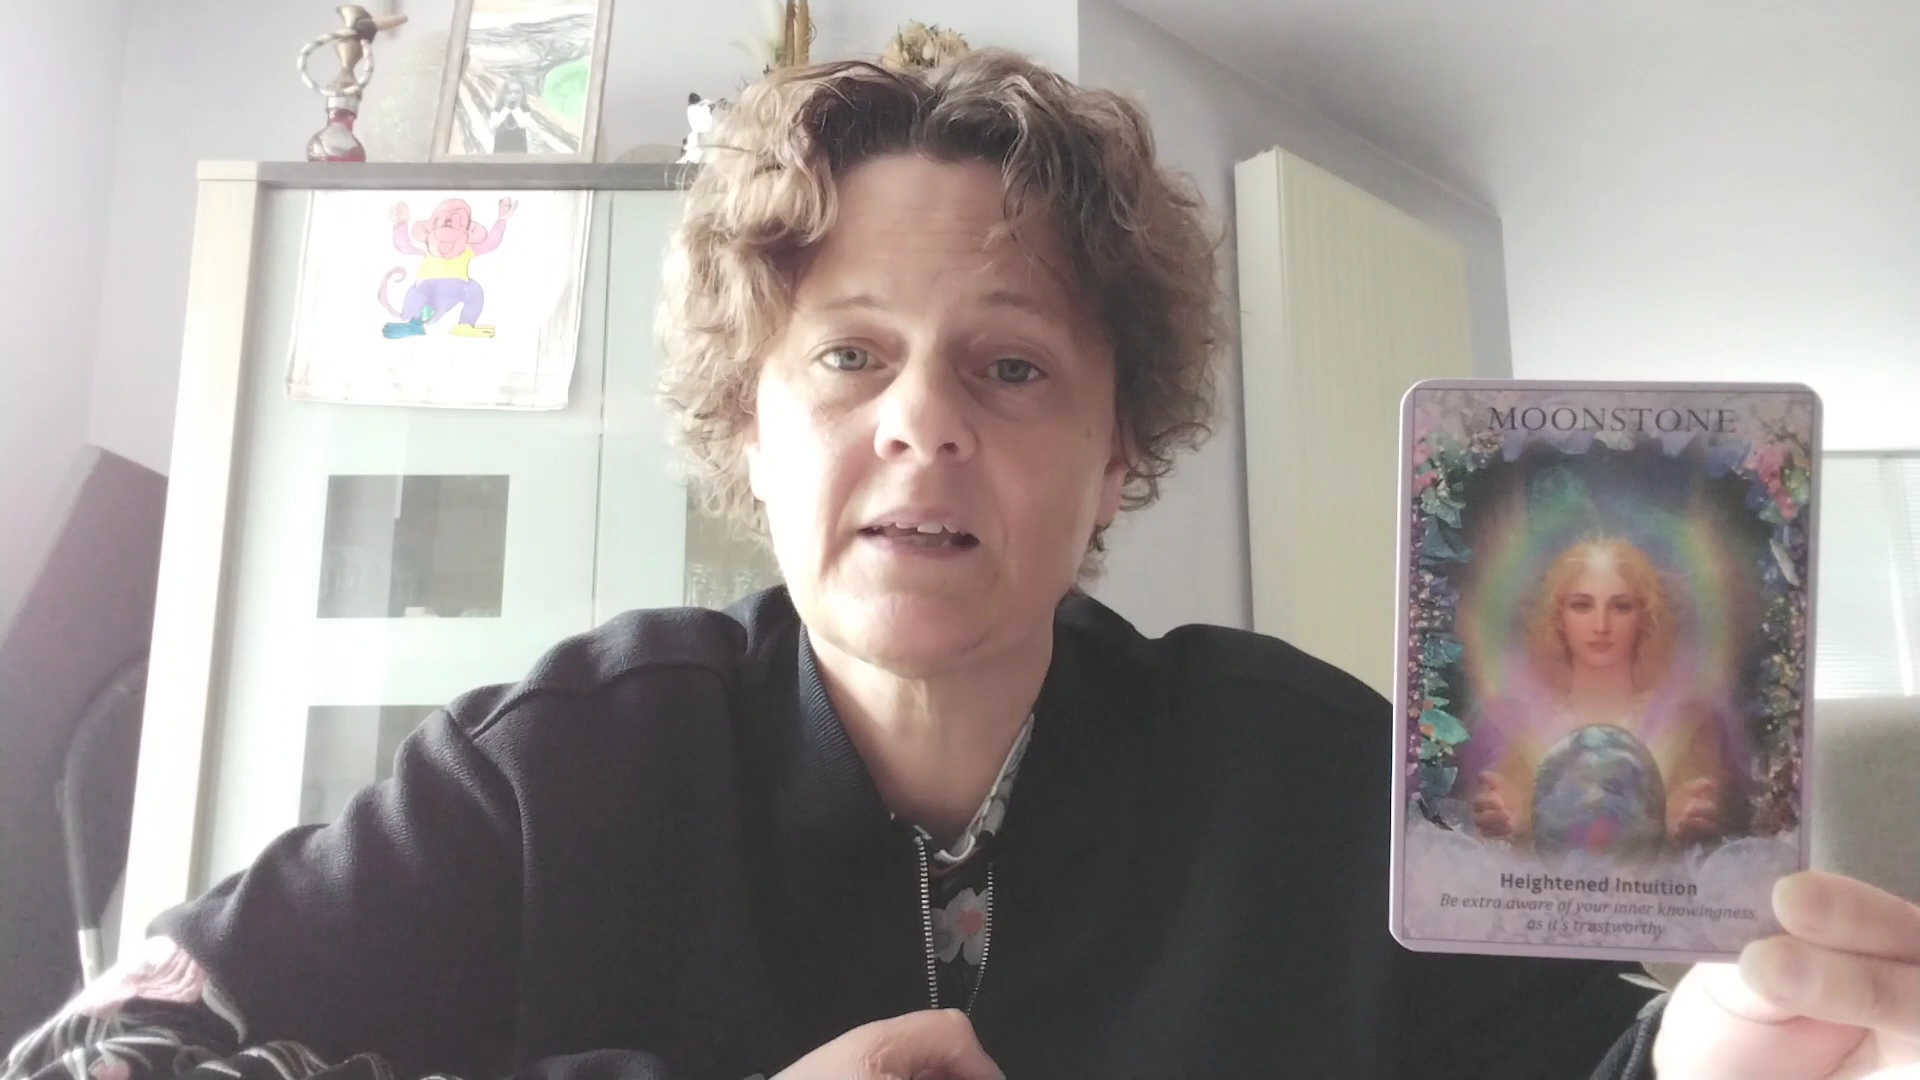 MOONSTONE
Heightened Intuition
Be extra aware of your inner knowingness,
as it's trustworthy.